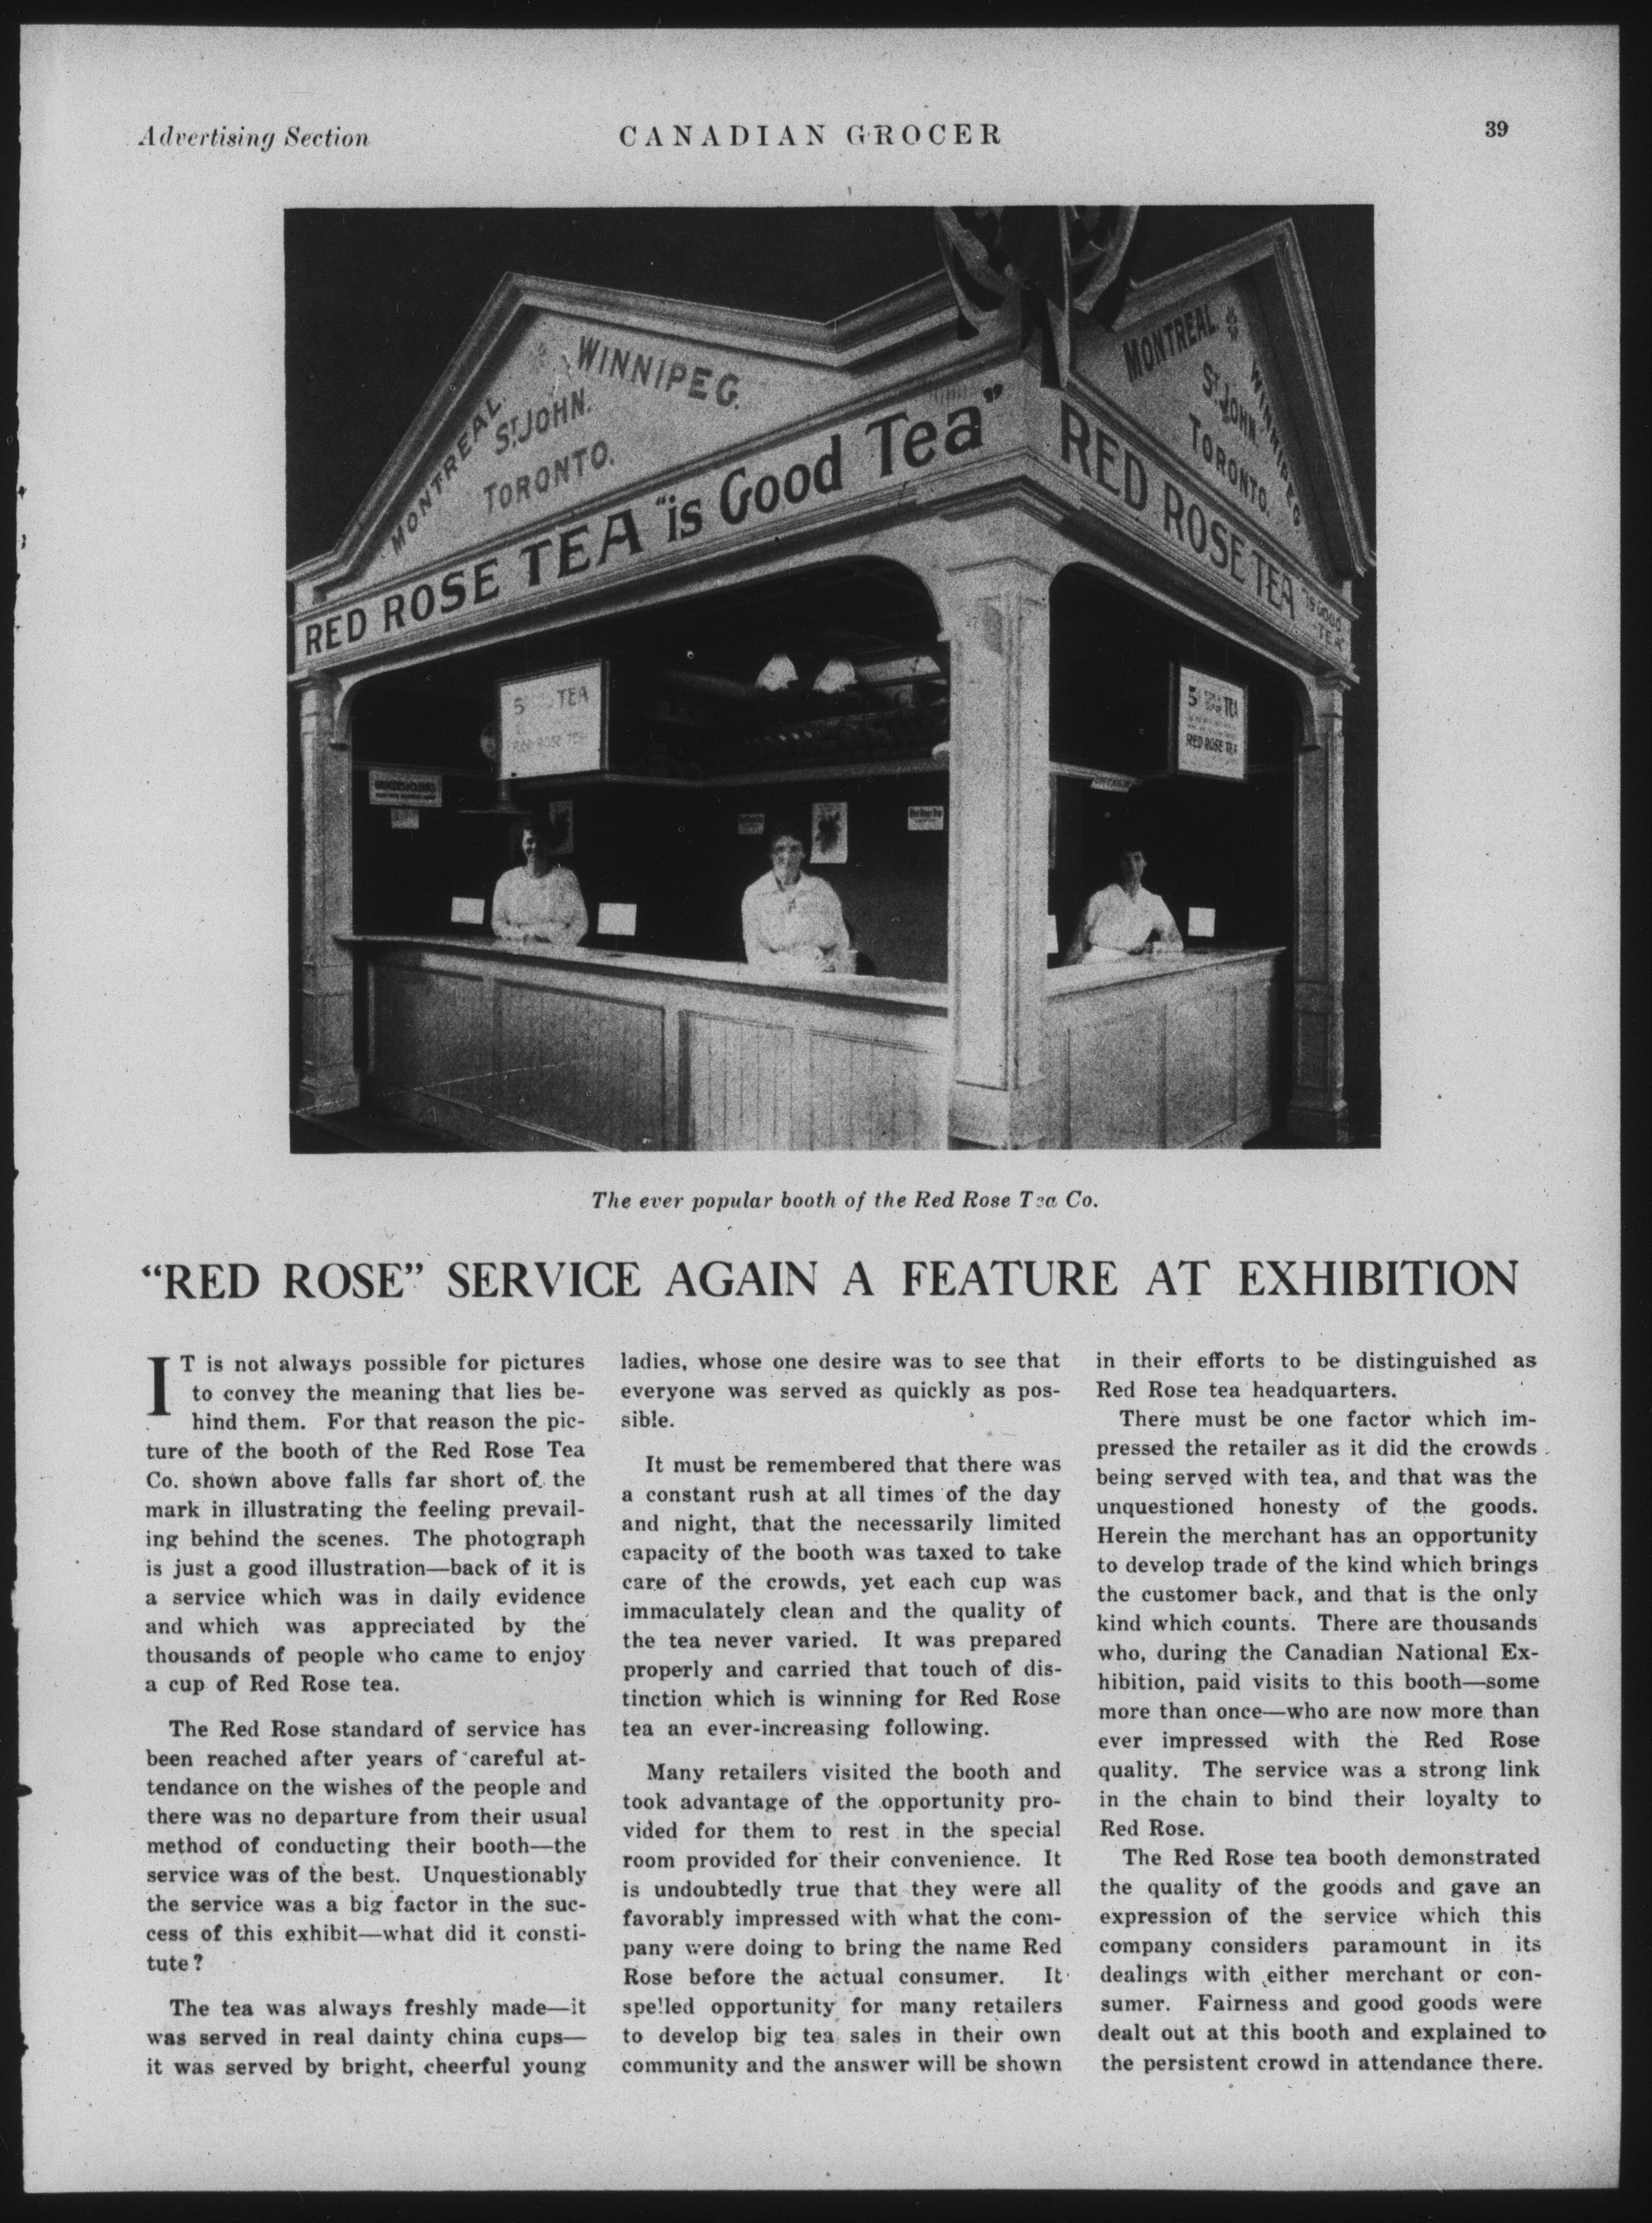 Advertising Section
CANADIAN GROCER
39
MONTREAL.
WINNIPEG.
ST. JOHN.
TORONTO.
RED ROSE TEA "is Good Tea"
MONTREAL
WINNIPEG
ST. JOHN.
TORONTO.
RED ROSE TEA "IS GOOD
TEA"
5 TEA
RED ROSE TEA
5 TEA
RED ROSE TEA
The ever popular booth of the Red Rose Tea Co.
“RED ROSE” SERVICE AGAIN A FEATURE AT EXHIBITION
IT is not always possible for pictures
to convey the meaning that lies be-
hind them. For that reason the pic-
ture of the booth of the Red Rose Tea
Co. shown above falls far short of the
mark in illustrating the feeling prevail-
ing behind the scenes. The photograph
is just a good illustration—back of it is
a service which was in daily evidence
and which was appreciated by the
thousands of people who came to enjoy
a cup of Red Rose tea.
The Red Rose standard of service has
been reached after years of careful at-
tendance on the wishes of the people and
there was no departure from their usual
method of conducting their booth—the
service was of the best. Unquestionably
the service was a big factor in the suc-
cess of this exhibit—what did it consti-
tute?
The tea was always freshly made—it
was served in real dainty china cups—
it was served by bright, cheerful young
ladies, whose one desire was to see that
everyone was served as quickly as pos-
sible.
It must be remembered that there was
a constant rush at all times of the day
and night, that the necessarily limited
capacity of the booth was taxed to take
care of the crowds, yet each cup was
immaculately clean and the quality of
the tea never varied. It was prepared
properly and carried that touch of dis-
tinction which is winning for Red Rose
tea an ever-increasing following.
Many retailers visited the booth and
took advantage of the opportunity pro-
vided for them to rest in the special
room provided for their convenience. It
is undoubtedly true that they were all
favorably impressed with what the com-
pany were doing to bring the name Red
Rose before the actual consumer. It
spelled opportunity for many retailers
to develop big tea sales in their own
community and the answer will be shown
in their efforts to be distinguished as
Red Rose tea headquarters.
There must be one factor which im-
pressed the retailer as it did the crowds
being served with tea, and that was the
unquestioned honesty of the goods.
Herein the merchant has an opportunity
to develop trade of the kind which brings
the customer back, and that is the only
kind which counts. There are thousands
who, during the Canadian National Ex-
hibition, paid visits to this booth—some
more than once—who are now more than
ever impressed with the Red Rose
quality. The service was a strong link
in the chain to bind their loyalty to
Red Rose.
The Red Rose tea booth demonstrated
the quality of the goods and gave an
expression of the service which this
company considers paramount in its
dealings with either merchant or con-
sumer. Fairness and good goods were
dealt out at this booth and explained to
the persistent crowd in attendance there.